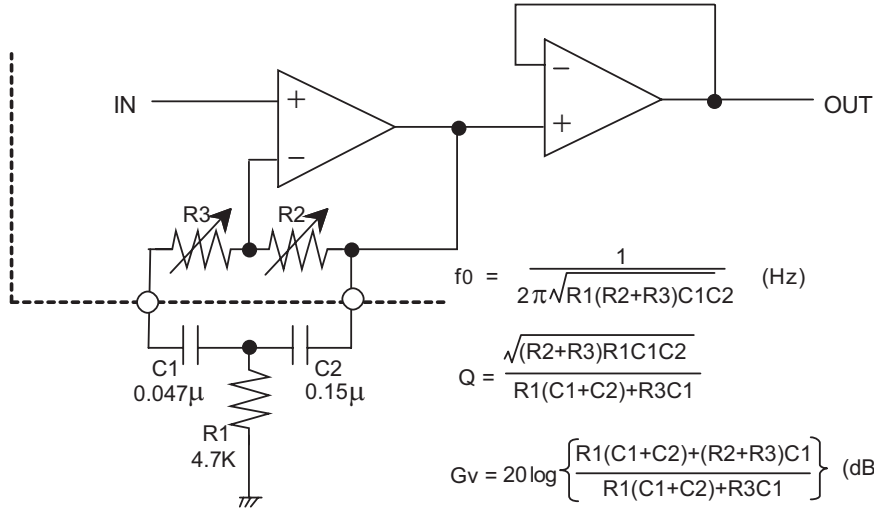 IN
+
−
−
+
OUT
R3
R2
C1
0.047μ
C2
0.15μ
R1
4.7K
f0 = 1 / 2π√R1(R2+R3)C1C2 (Hz)
Q = √(R2+R3)R1C1C2 / R1(C1+C2)+R3C1
Gv = 20log{R1(C1+C2)+(R2+R3)C1 / R1(C1+C2)+R3C1} (dB